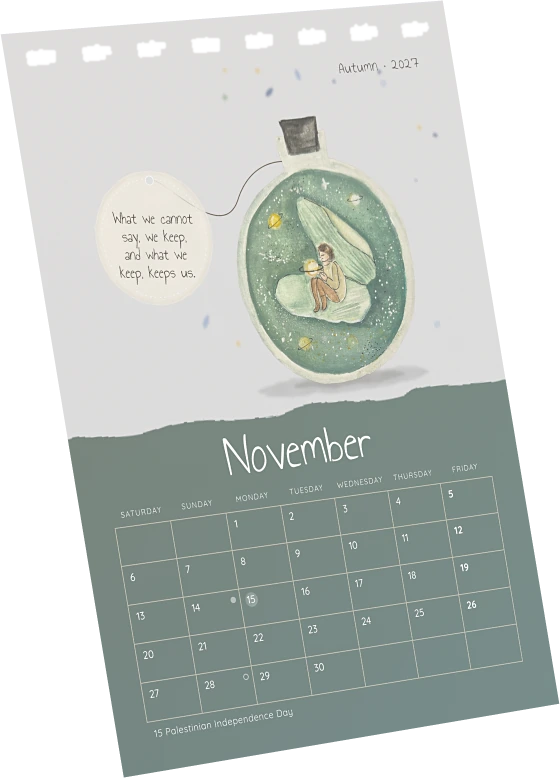 Autumn · 2027
What we cannot
say, we keep,
and what we
keep, keeps us.
November
SATURDAY SUNDAY MONDAY TUESDAY WEDNESDAY THURSDAY FRIDAY
1 2 3 4 5
6 7 8 9 10 11 12
13 14 15 16 17 18 19
20 21 22 23 24 25 26
27 28 29 30
15 Palestinian Independence Day